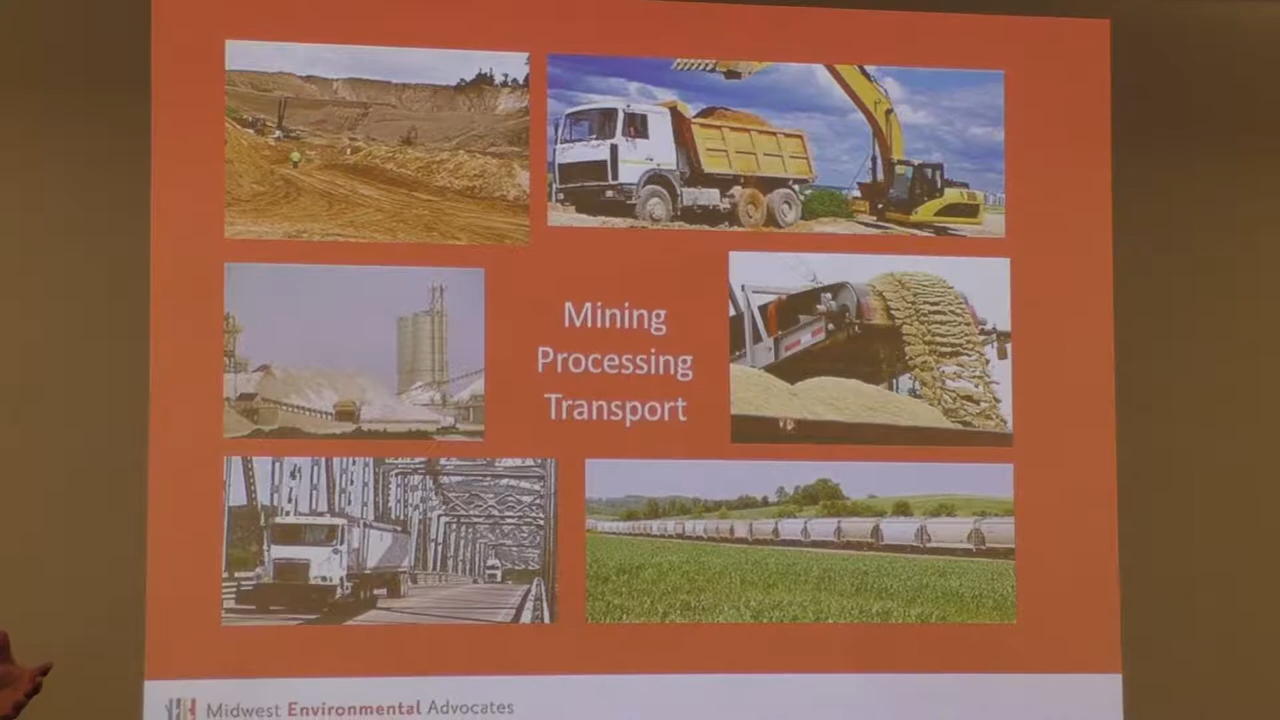 Mining
Processing
Transport
Midwest Environmental Advocates